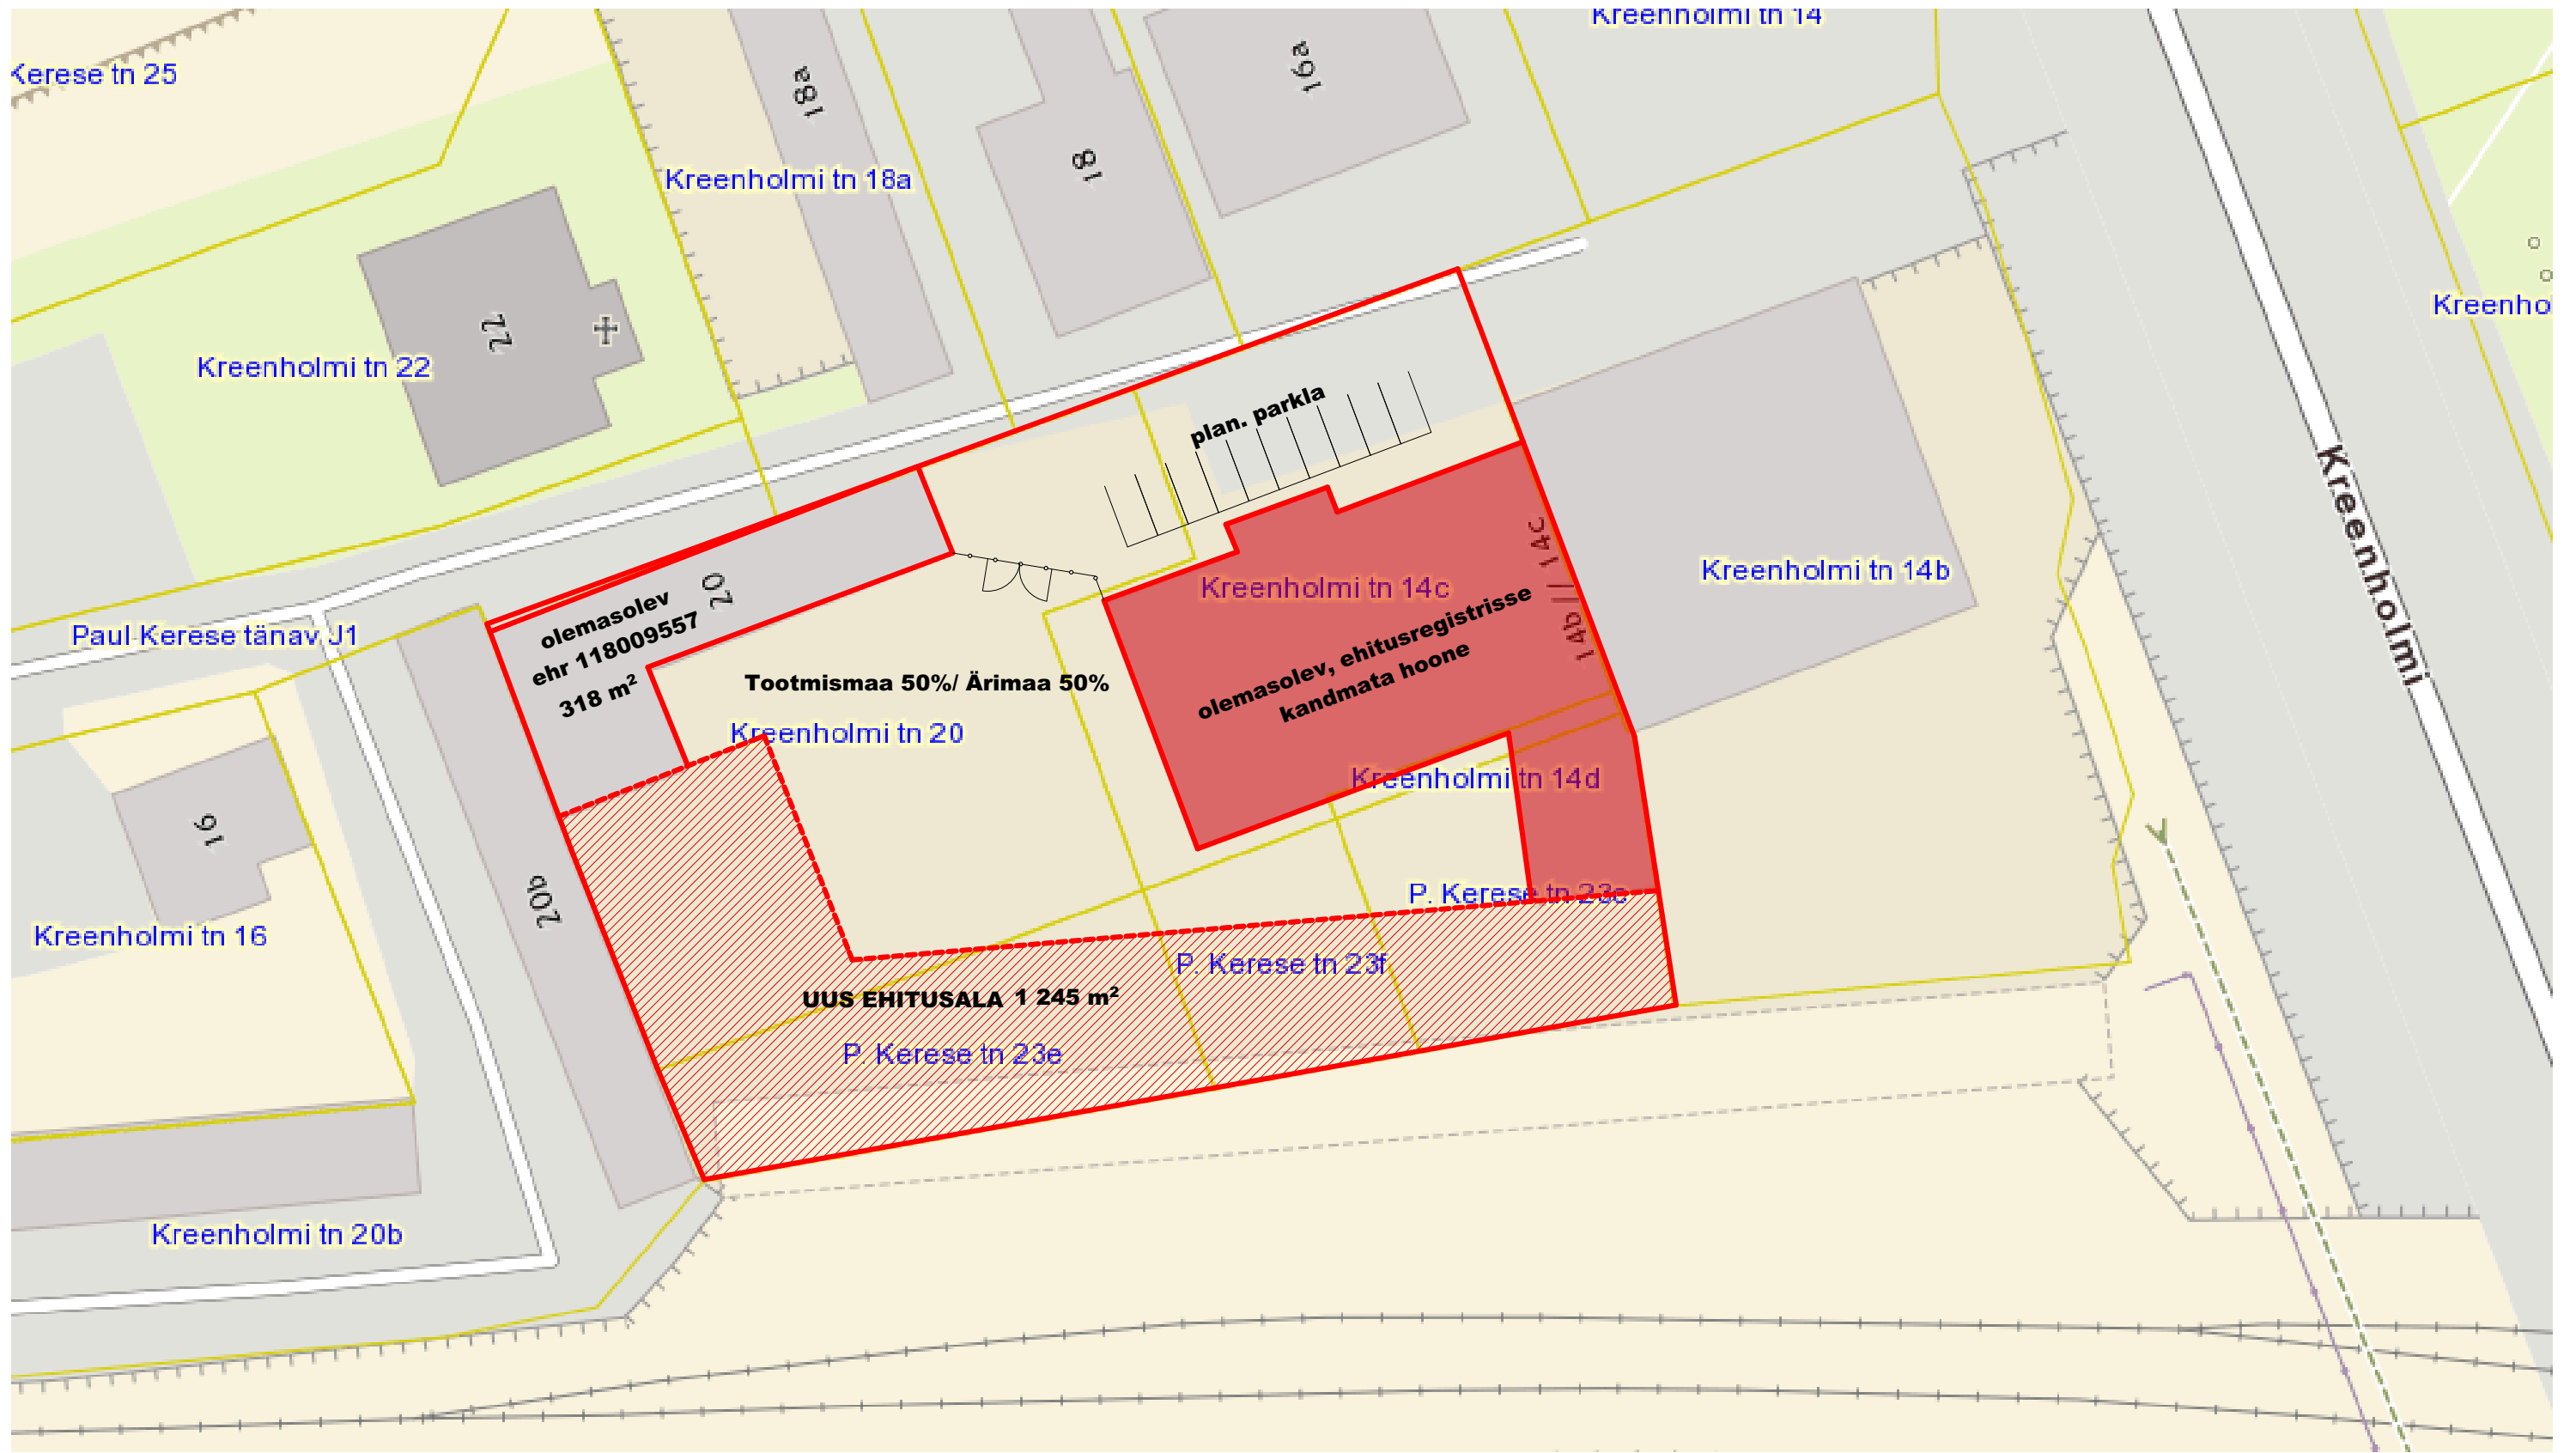 Kreenholmi tn 14
Kerese tn 25
18a
16a
18
Kreenholmi tn 18a
22
Kreenholmi tn 22
Kreenho
plan. parkla
Kreenholmi
14b // 14c
Kreenholmi tn 14b
Kreenholmi tn 14c
20
olemasolev
ehr 118009557
318 m²
Paul Kerese tänav J1
Tootmismaa 50%/ Ärimaa 50%
Kreenholmi tn 20
olemasolev, ehitusregistrisse
kandmata hoone
Kreenholmi tn 14d
16
20b
P. Kerese tn 23c
Kreenholmi tn 16
P. Kerese tn 23f
UUS EHITUSALA 1 245 m²
P. Kerese tn 23e
Kreenholmi tn 20b